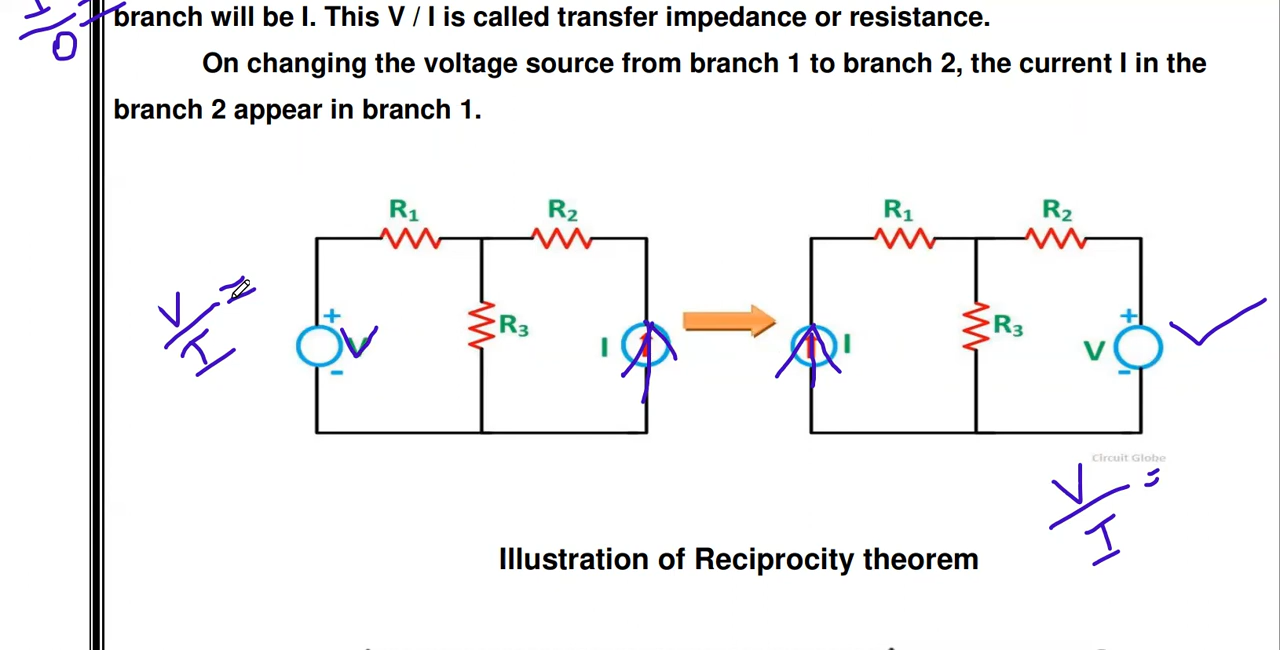 branch will be I. This V / I is called transfer impedance or resistance.
I
0
On changing the voltage source from branch 1 to branch 2, the current I in the
branch 2 appear in branch 1.
R1 R2 R1 R2
V/I =
+ V -
R3
I
I
R3
+ V -
Circuit Globe
V/I =
Illustration of Reciprocity theorem